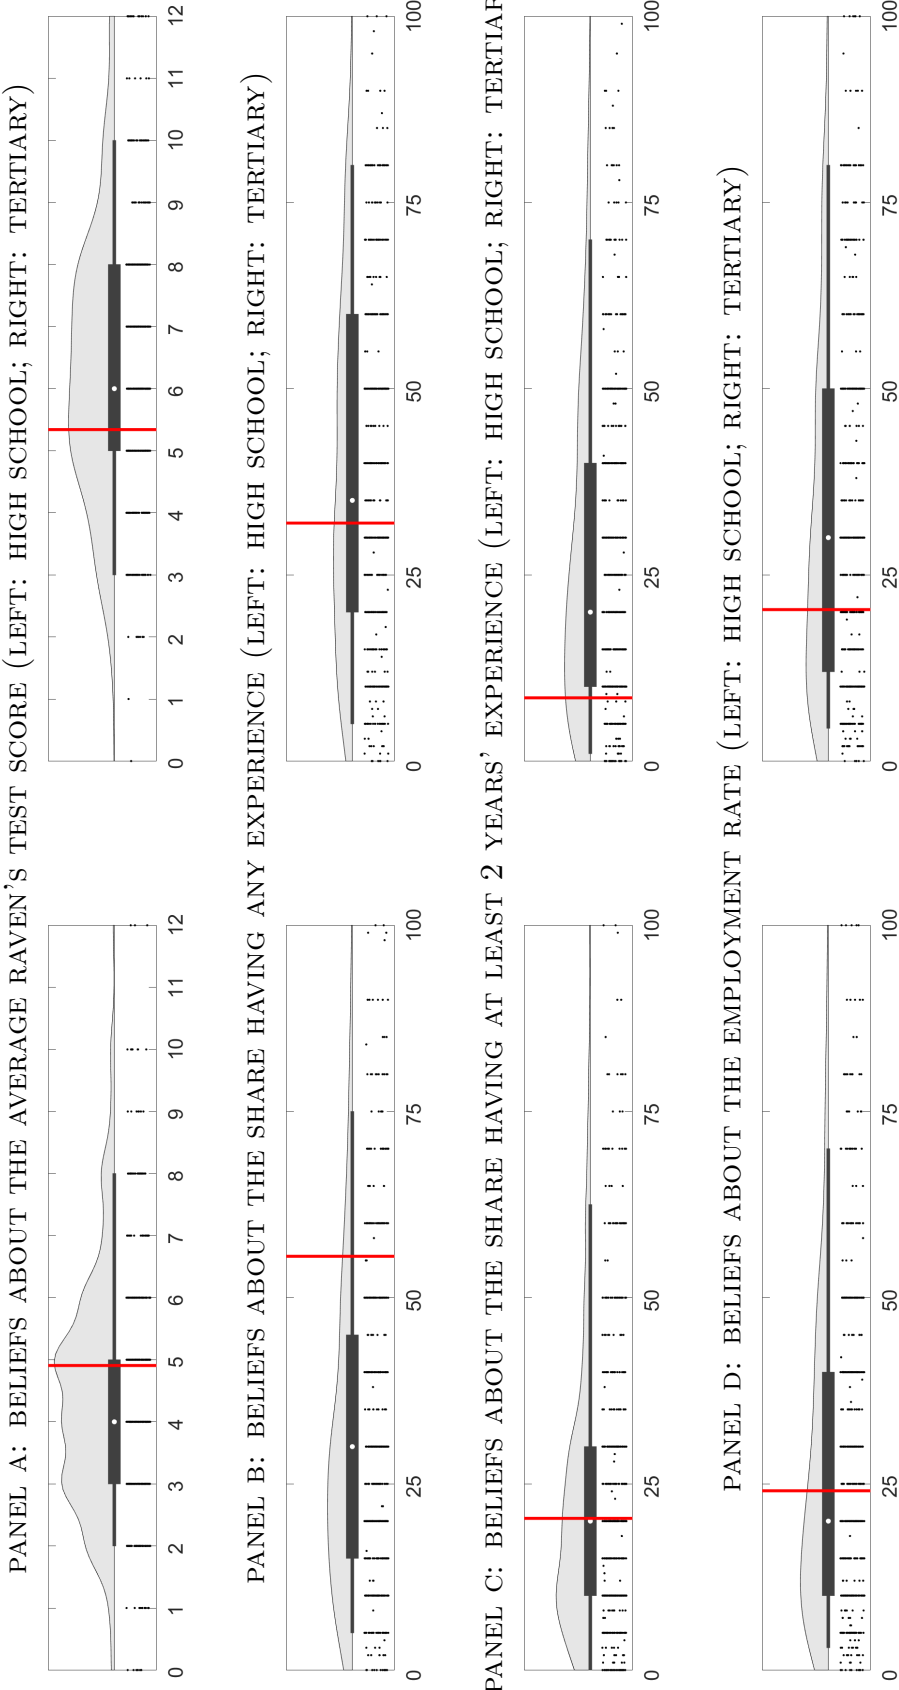 PANEL A: BELIEFS ABOUT THE AVERAGE RAVEN'S TEST SCORE (LEFT: HIGH SCHOOL; RIGHT: TERTIARY)
0 1 2 3 4 5 6 7 8 9 10 11 12
0 1 2 3 4 5 6 7 8 9 10 11 12
PANEL B: BELIEFS ABOUT THE SHARE HAVING ANY EXPERIENCE (LEFT: HIGH SCHOOL; RIGHT: TERTIARY)
0 25 50 75 100
0 25 50 75 100
PANEL C: BELIEFS ABOUT THE SHARE HAVING AT LEAST 2 YEARS' EXPERIENCE (LEFT: HIGH SCHOOL; RIGHT: TERTIAR
0 25 50 75 100
0 25 50 75 100
PANEL D: BELIEFS ABOUT THE EMPLOYMENT RATE (LEFT: HIGH SCHOOL; RIGHT: TERTIARY)
0 25 50 75 100
0 25 50 75 100